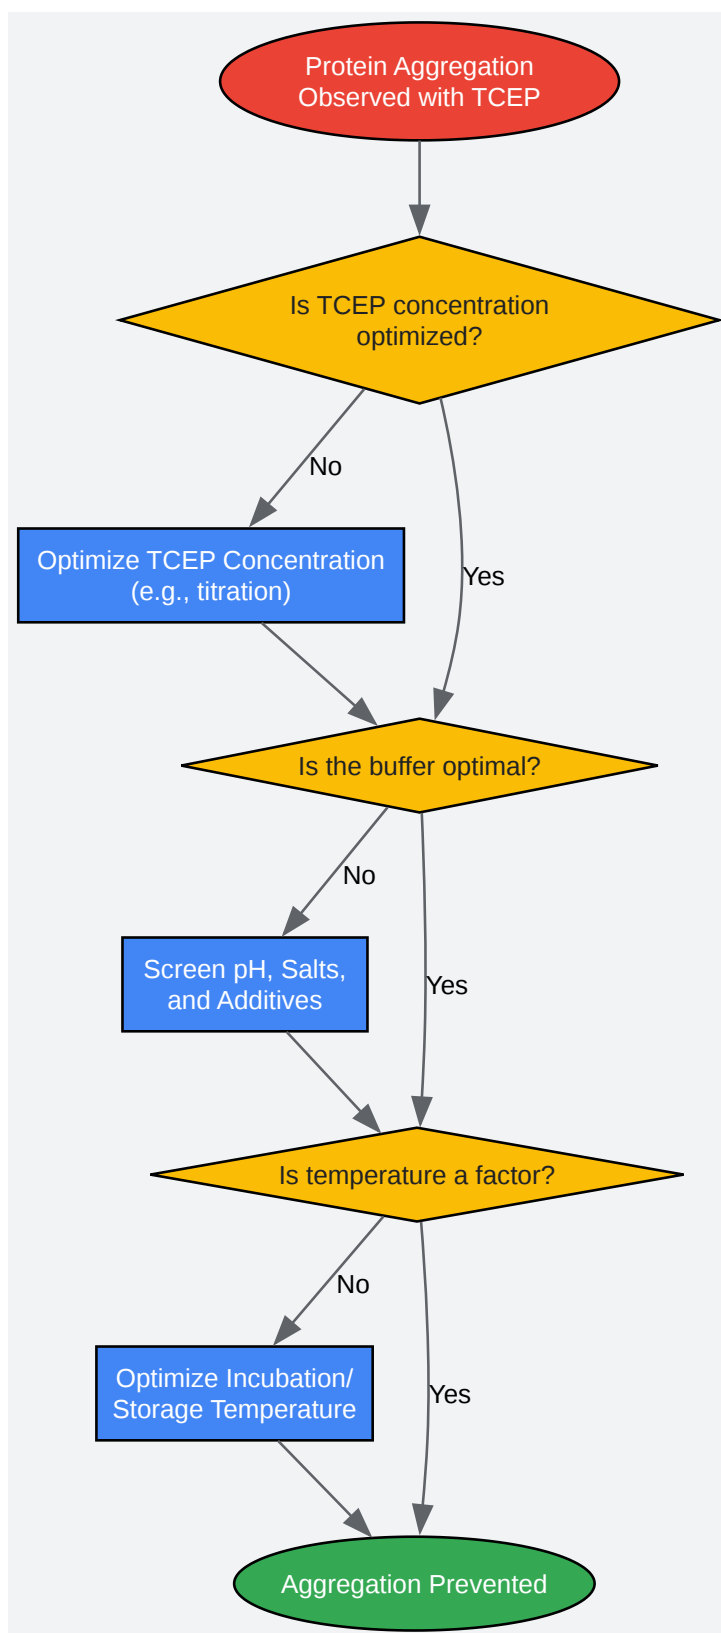 Protein Aggregation
Observed with TCEP
Is TCEP concentration
optimized?
No
Optimize TCEP Concentration
(e.g., titration)
Yes
Is the buffer optimal?
No
Screen pH, Salts,
and Additives
Yes
Is temperature a factor?
No
Optimize Incubation/
Storage Temperature
Yes
Aggregation Prevented